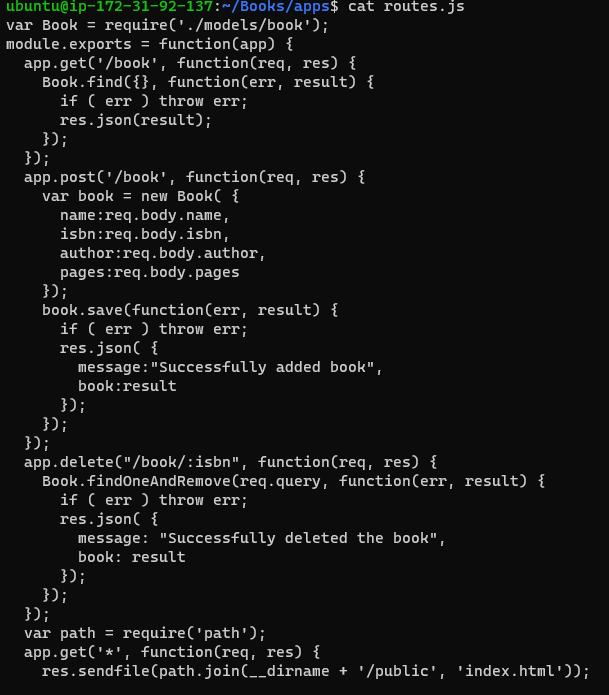 ubuntu@ip-172-31-92-137:~/Books/apps$ cat routes.js
var Book = require('./models/book');
module.exports = function(app) {
  app.get('/book', function(req, res) {
    Book.find({}, function(err, result) {
      if ( err ) throw err;
      res.json(result);
    });
  });
  app.post('/book', function(req, res) {
    var book = new Book( {
      name:req.body.name,
      isbn:req.body.isbn,
      author:req.body.author,
      pages:req.body.pages
    });
    book.save(function(err, result) {
      if ( err ) throw err;
      res.json( {
        message:"Successfully added book",
        book:result
      });
    });
  });
  app.delete("/book/:isbn", function(req, res) {
    Book.findOneAndRemove(req.query, function(err, result) {
      if ( err ) throw err;
      res.json( {
        message: "Successfully deleted the book",
        book: result
      });
    });
  });
  var path = require('path');
  app.get('*', function(req, res) {
    res.sendfile(path.join(__dirname + '/public', 'index.html'));